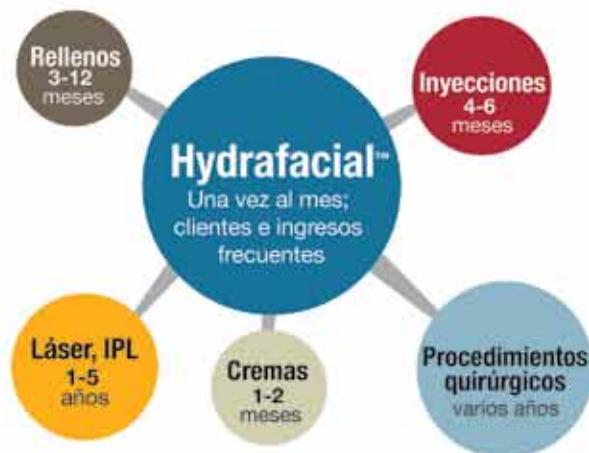 Rellenos
3-12
meses
Inyecciones
4-6
meses
Hydrafacial™
Una vez al mes;
clientes e ingresos
frecuentes
Láser, IPL
1-5
años
Cremas
1-2
meses
Procedimientos
quirúrgicos
varios años